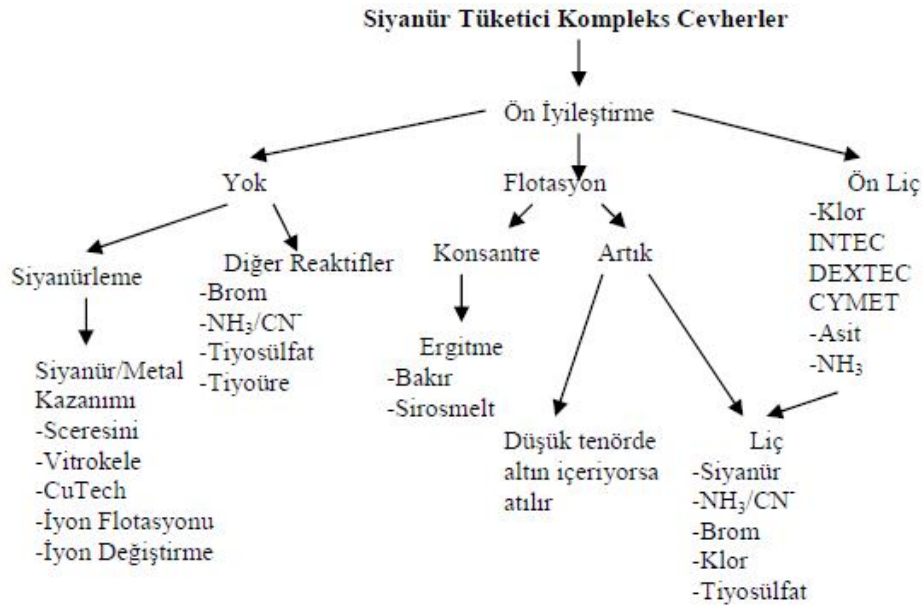 Siyanür Tüketici Kompleks Cevherler
Ön İyileştirme
Yok
Flotasyon
Ön Liç
-Klor
INTEC
DEXTEC
CYMET
-Asit
-NH₃
Siyanürleme
Diğer Reaktifler
-Brom
-NH₃/CN⁻
-Tiyosülfat
-Tiyoüre
Konsantre
Artık
Siyanür/Metal
Kazanımı
-Sceresini
-Vitrokele
-CuTech
-İyon Flotasyonu
-İyon Değiştirme
Ergitme
-Bakır
-Sirosmelt
Düşük tenörde
altın içeriyorsa
atılır
Liç
-Siyanür
-NH₃/CN⁻
-Brom
-Klor
-Tiyosülfat